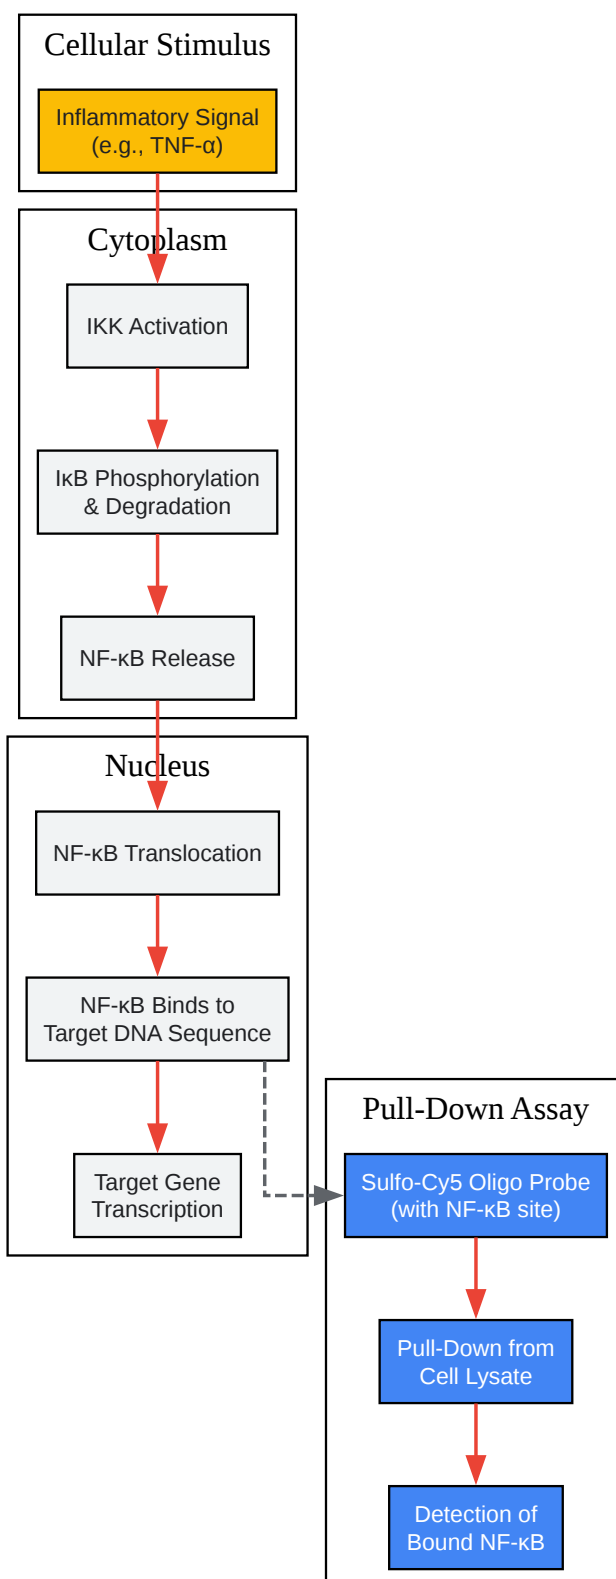 Cellular Stimulus
Inflammatory Signal
(e.g., TNF-α)
Cytoplasm
IKK Activation
IκB Phosphorylation
& Degradation
NF-κB Release
Nucleus
NF-κB Translocation
NF-κB Binds to
Target DNA Sequence
Target Gene
Transcription
Pull-Down Assay
Sulfo-Cy5 Oligo Probe
(with NF-κB site)
Pull-Down from
Cell Lysate
Detection of
Bound NF-κB